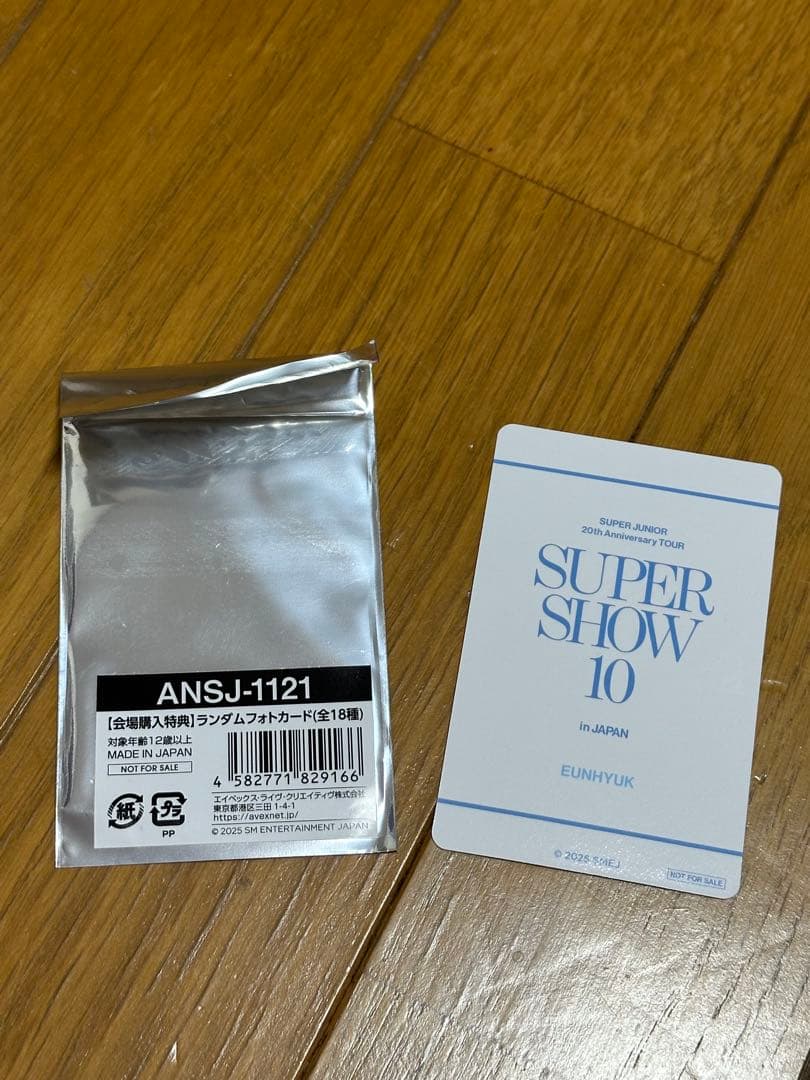 ANSJ-1121
【会場購入特典】ランダムフォトカード(全18種)
対象年齢12歳以上
MADE IN JAPAN
NOT FOR SALE
4 582771 829166
紙
プラ
PP
エイベックス・ライヴ・クリエイティヴ株式会社
東京都港区三田 1-4-1
https://avexnet.jp/
© 2025 SM ENTERTAINMENT JAPAN
SUPER JUNIOR
20th Anniversary TOUR
SUPER
SHOW
10
in JAPAN
EUNHYUK
© 2025 SMEJ
NOT FOR SALE